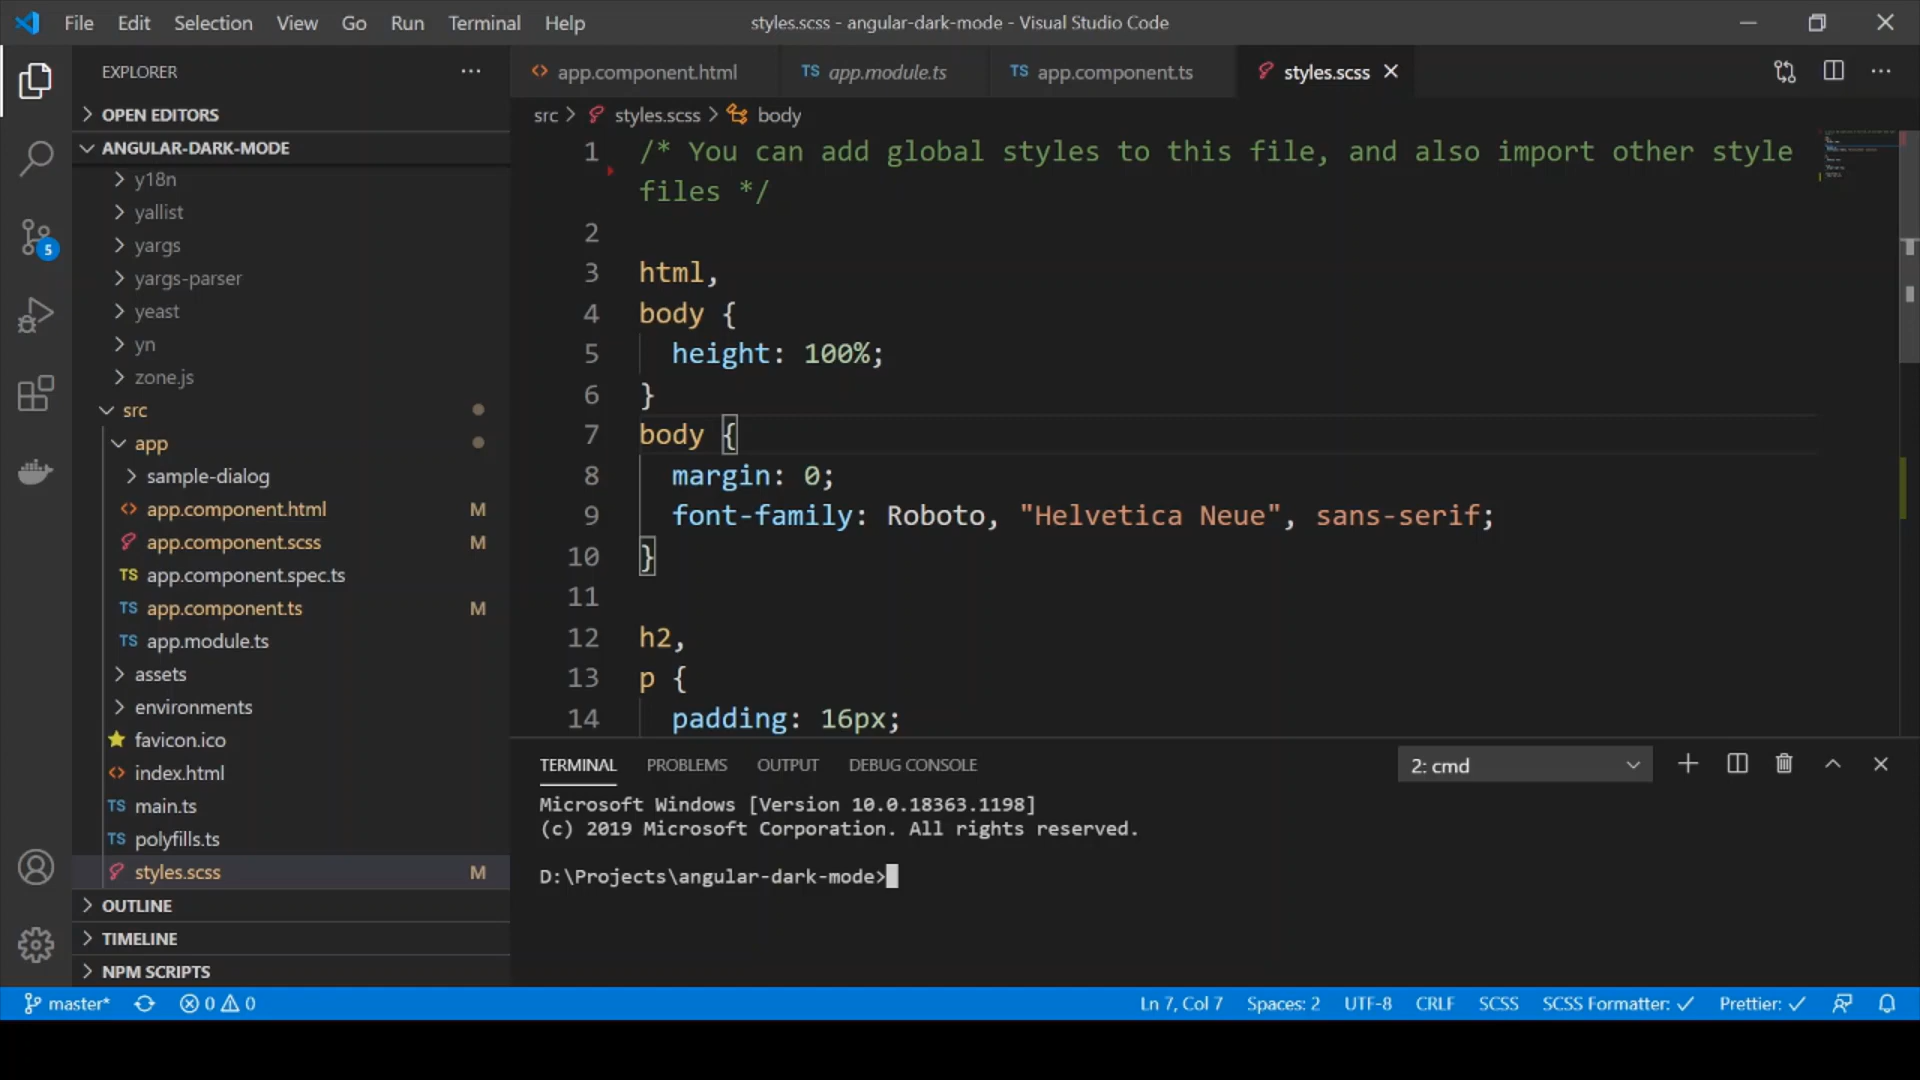 File Edit Selection View Go Run Terminal Help
styles.scss - angular-dark-mode - Visual Studio Code
EXPLORER
OPEN EDITORS
ANGULAR-DARK-MODE
y18n
yallist
yargs
yargs-parser
yeast
yn
zone.js
src
app
sample-dialog
app.component.html M
app.component.scss M
TS app.component.spec.ts
TS app.component.ts M
TS app.module.ts
assets
environments
favicon.ico
index.html
TS main.ts
TS polyfills.ts
styles.scss M
OUTLINE
TIMELINE
NPM SCRIPTS
5
app.component.html TS app.module.ts TS app.component.ts styles.scss
src > styles.scss > body
1 /* You can add global styles to this file, and also import other style
files */
2
3 html,
4 body {
5 height: 100%;
6 }
7 body {
8 margin: 0;
9 font-family: Roboto, "Helvetica Neue", sans-serif;
10 }
11
12 h2,
13 p {
14 padding: 16px;
TERMINAL PROBLEMS OUTPUT DEBUG CONSOLE 2: cmd
Microsoft Windows [Version 10.0.18363.1198]
(c) 2019 Microsoft Corporation. All rights reserved.
D:\Projects\angular-dark-mode>
master* 0 0 Ln 7, Col 7 Spaces: 2 UTF-8 CRLF SCSS SCSS Formatter: ✓ Prettier: ✓